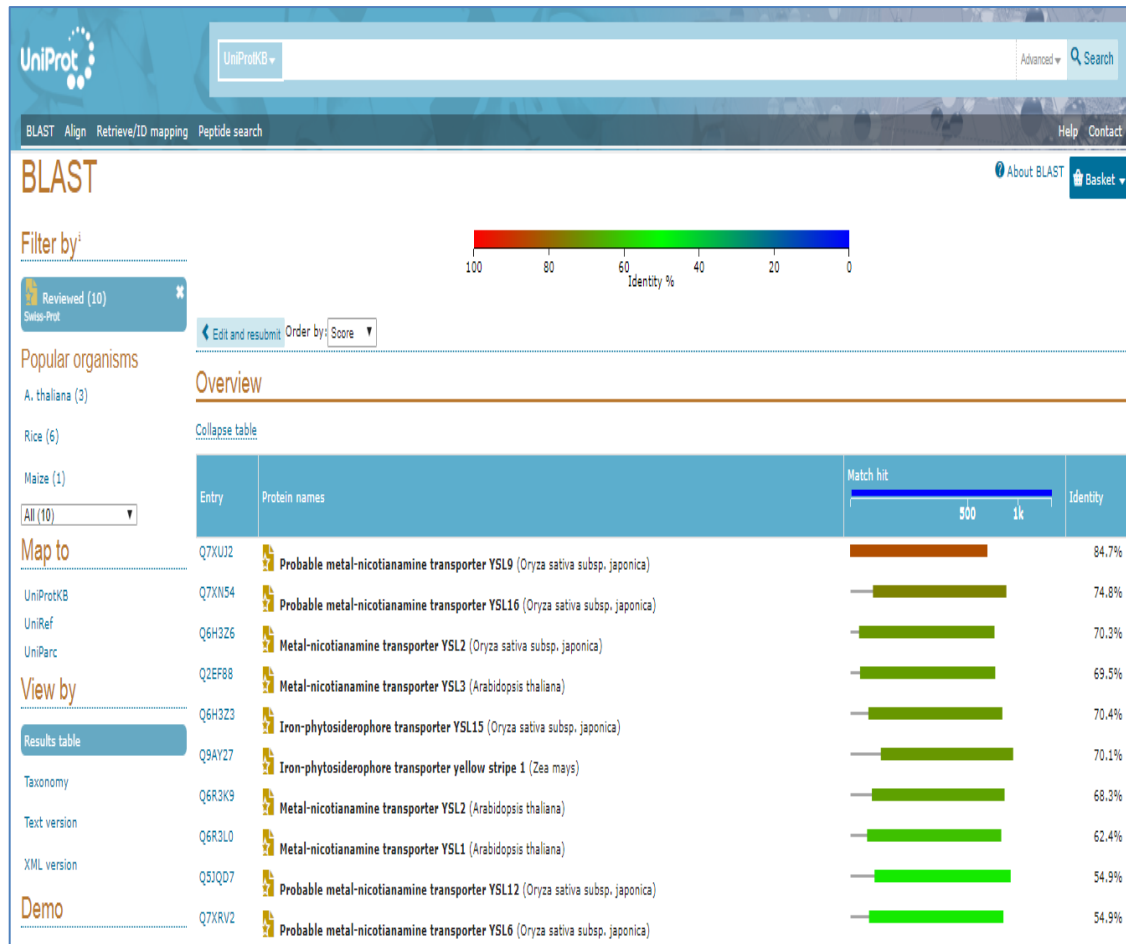 UniProt
UniProtKB
Advanced
Search
BLAST Align Retrieve/ID mapping Peptide search
Help Contact
BLAST
About BLAST
Basket
Filter by
Reviewed (10)
Swiss-Prot
Popular organisms
A. thaliana (3)
Rice (6)
Maize (1)
All (10)
Map to
UniProtKB
UniRef
UniParc
View by
Results table
Taxonomy
Text version
XML version
Demo
100 80 60 40 20 0
Identity %
Edit and resubmit Order by: Score
Overview
Collapse table
Entry Protein names Match hit Identity
500 1k
Q7XUJ2 Probable metal-nicotianamine transporter YSL9 (Oryza sativa subsp. japonica) 84.7%
Q7XN54 Probable metal-nicotianamine transporter YSL16 (Oryza sativa subsp. japonica) 74.8%
Q6H3Z6 Metal-nicotianamine transporter YSL2 (Oryza sativa subsp. japonica) 70.3%
Q2EF88 Metal-nicotianamine transporter YSL3 (Arabidopsis thaliana) 69.5%
Q6H3Z3 Iron-phytosiderophore transporter YSL15 (Oryza sativa subsp. japonica) 70.4%
Q9AY27 Iron-phytosiderophore transporter yellow stripe 1 (Zea mays) 70.1%
Q6R3K9 Metal-nicotianamine transporter YSL2 (Arabidopsis thaliana) 68.3%
Q6R3L0 Metal-nicotianamine transporter YSL1 (Arabidopsis thaliana) 62.4%
Q5JQD7 Probable metal-nicotianamine transporter YSL12 (Oryza sativa subsp. japonica) 54.9%
Q7XRV2 Probable metal-nicotianamine transporter YSL6 (Oryza sativa subsp. japonica) 54.9%